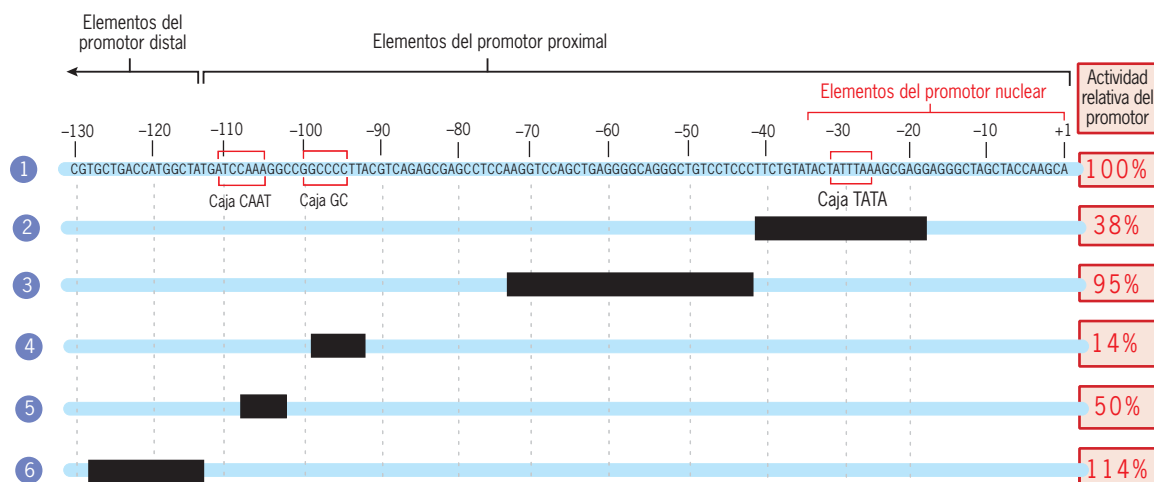 Elementos del
promotor distal
Elementos del promotor proximal
Actividad
relativa del
promotor
Elementos del promotor nuclear
–130 –120 –110 –100 –90 –80 –70 –60 –50 –40 –30 –20 –10 +1
1 CGTGCTGACCATGGCTATGATCCAAAGGCCGGCCCCTTACGTCAGAGCGAGCCTCCAAGGTCCAGCTGAGGGGCAGGGCTGTCCTCCCTTCTGTATACTATTTAAAGCGAGGAGGGCTAGCTACCAAGCA 100%
Caja CAAT Caja GC Caja TATA
2 38%
3 95%
4 14%
5 50%
6 114%